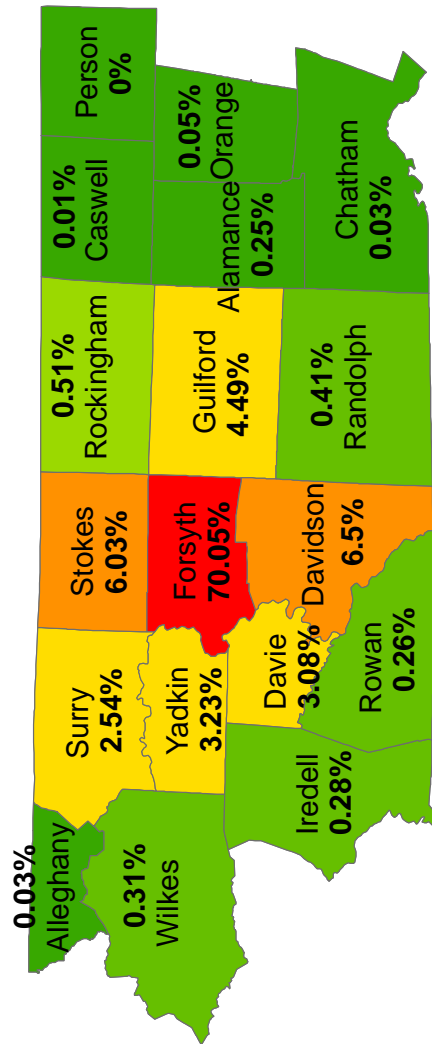 0.03%
Alleghany
Surry
2.54%
Stokes
6.03%
0.51%
Rockingham
0.01%
Caswell
Person
0%
0.31%
Wilkes
Yadkin
3.23%
Forsyth
70.05%
Guilford
4.49%
Alamance
0.25%
0.05%
Orange
Iredell
0.28%
Davie
3.08%
Rowan
0.26%
Davidson
6.5%
0.41%
Randolph
Chatham
0.03%